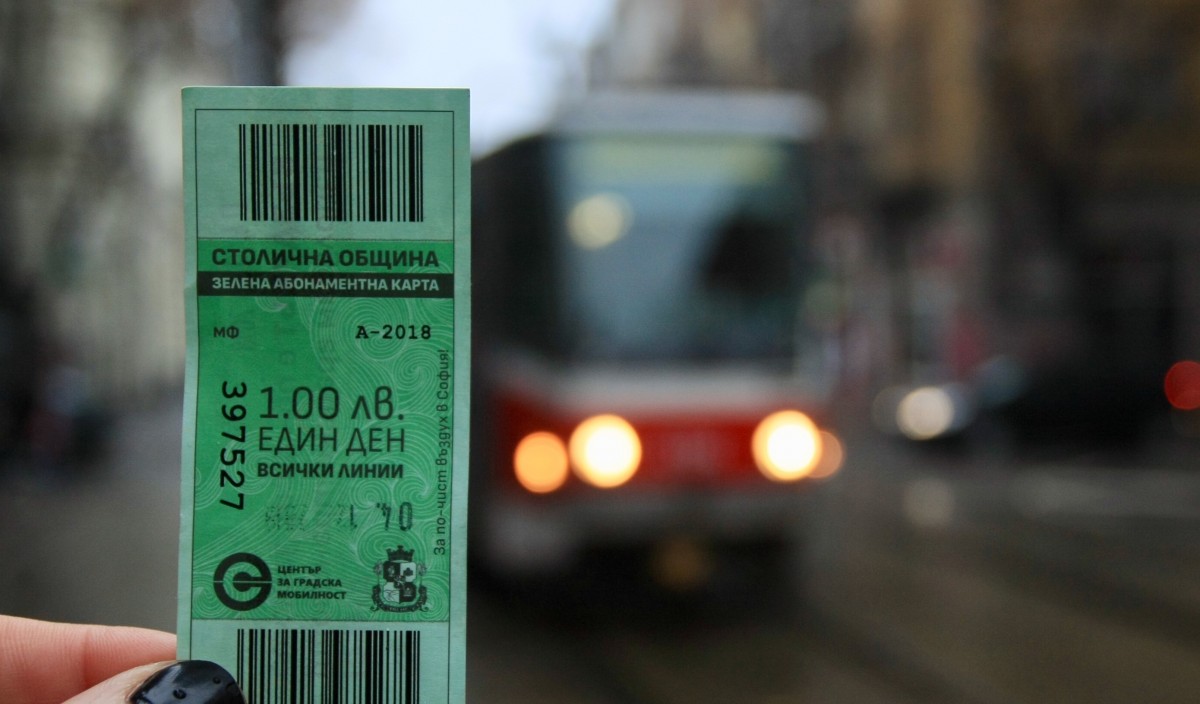 СТОЛИЧНА ОБЩИНА
ЗЕЛЕНА АБОНАМЕНТНА КАРТА
МФ A-2018
397527
1.00 лв.
ЕДИН ДЕН
ВСИЧКИ ЛИНИИ
За по-чист въздух в София!
ЦЕНТЪР
ЗА ГРАДСКА
МОБИЛНОСТ